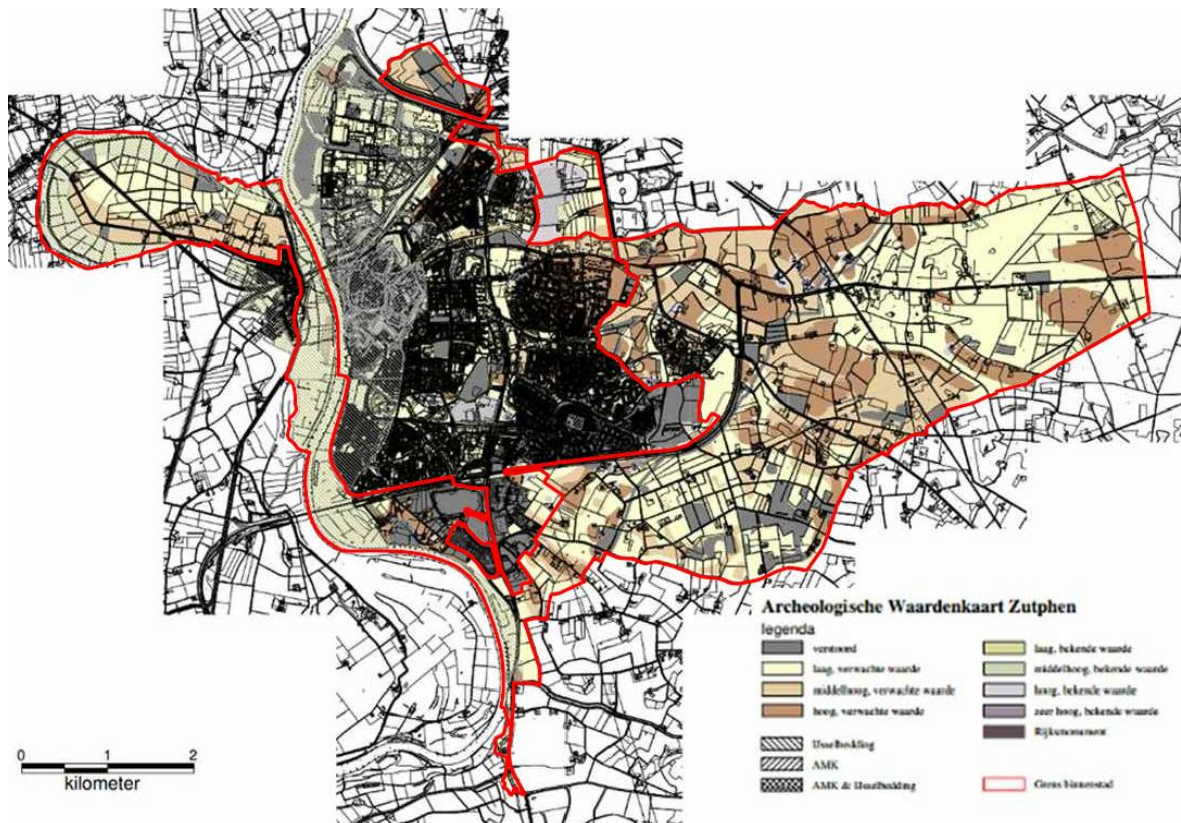 Archeologische Waardenkaart Zutphen
legenda
verstoord
laag, verwachte waarde
middelhoog, verwachte waarde
hoog, verwachte waarde
IJsselbedding
AMK
AMK & IJsselbedding
laag, bekende waarde
middelhoog, bekende waarde
hoog, bekende waarde
zeer hoog, bekende waarde
Rijksmonument
Grens binnenstad
0 1 2
kilometer